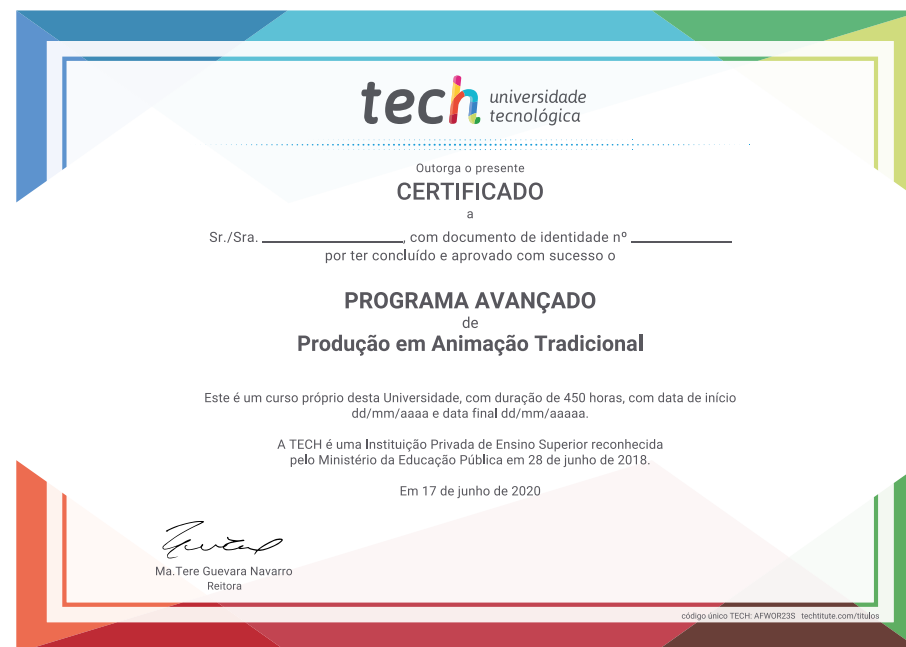 tech universidade
tecnológica
Outorga o presente
CERTIFICADO
a
Sr./Sra. ____________, com documento de identidade nº ____________
por ter concluído e aprovado com sucesso o
PROGRAMA AVANÇADO
de
Produção em Animação Tradicional
Este é um curso próprio desta Universidade, com duração de 450 horas, com data de início
dd/mm/aaaa e data final dd/mm/aaaaa.
A TECH é uma Instituição Privada de Ensino Superior reconhecida
pelo Ministério da Educação Pública em 28 de junho de 2018.
Em 17 de junho de 2020
Ma.Tere Guevara Navarro
Reitora
código único TECH: AFWOR23S techtitute.com/titulos